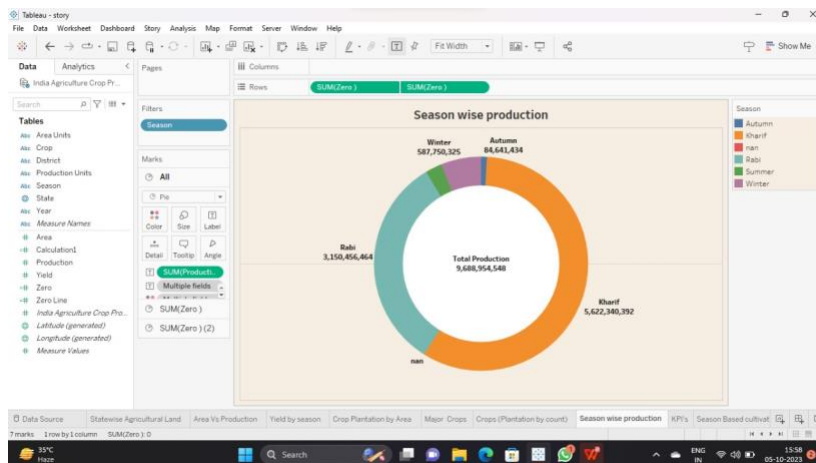 Tableau - story
File Data Worksheet Dashboard Story Analysis Map Format Server Window Help
Fit Width
Show Me
Data Analytics
India Agriculture Crop Pr...
Search
Tables
Abc Area Units
Abc Crop
Abc District
Abc Production Units
Abc Season
State
Abc Year
Abc Measure Names
# Area
=# Calculation1
# Production
# Yield
=# Zero
=# Zero Line
# India Agriculture Crop Pro...
Latitude (generated)
Longitude (generated)
# Measure Values
Pages
Filters
Season
Marks
All
Pie
Color Size Label
Detail Tooltip Angle
SUM(Producti..
Multiple fields
SUM(Zero )
SUM(Zero ) (2)
Columns
Rows
SUM(Zero ) SUM(Zero )
Season wise production
Winter
587,750,325
Autumn
84,641,434
Rabi
3,150,456,464
Total Production
9,688,954,548
Kharif
5,622,340,392
nan
Season
Autumn
Kharif
nan
Rabi
Summer
Winter
Data Source Statewise Agricultural Land Area Vs Production Yield by season Crop Plantation by Area Major Crops Crops (Plantation by count) Season wise production KPI's Season Based cultivat
7 marks 1 row by 1 column SUM(Zero ): 0
35°C
Haze
Search
ENG
IN
15:58
05-10-2023